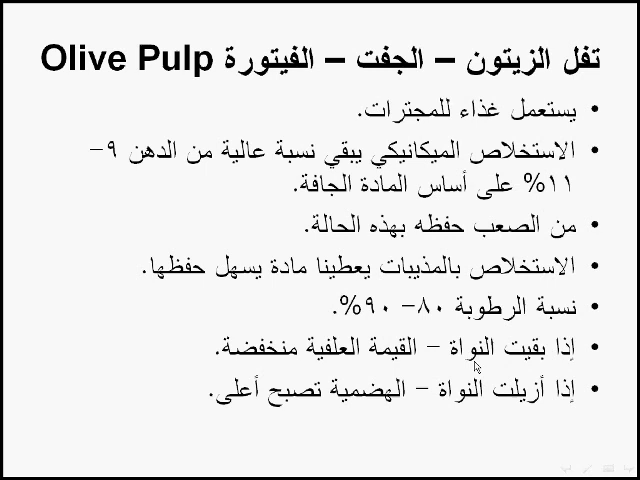 تفل الزيتون – الجفت – الفيتورة Olive Pulp
• يستعمل غذاء للمجترات.
• الاستخلاص الميكانيكي يبقي نسبة عالية من الدهن ٩-
١١% على أساس المادة الجافة.
• من الصعب حفظه بهذه الحالة.
• الاستخلاص بالمذيبات يعطينا مادة يسهل حفظها.
• نسبة الرطوبة ٨٠- ٩٠%.
• إذا بقيت النواة – القيمة العلفية منخفضة.
• إذا أزيلت النواة – الهضمية تصبح أعلى.